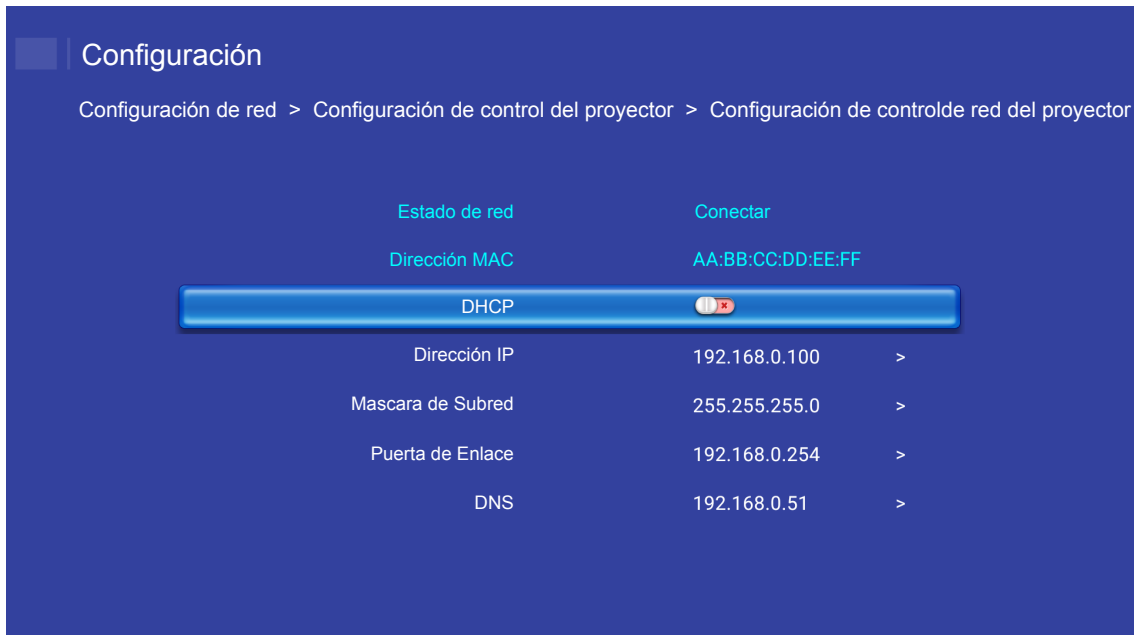 Configuración
Configuración de red > Configuración de control del proyector > Configuración de controlde red del proyector
Estado de red Conectar
Dirección MAC AA:BB:CC:DD:EE:FF
DHCP
Dirección IP 192.168.0.100 >
Mascara de Subred 255.255.255.0 >
Puerta de Enlace 192.168.0.254 >
DNS 192.168.0.51 >